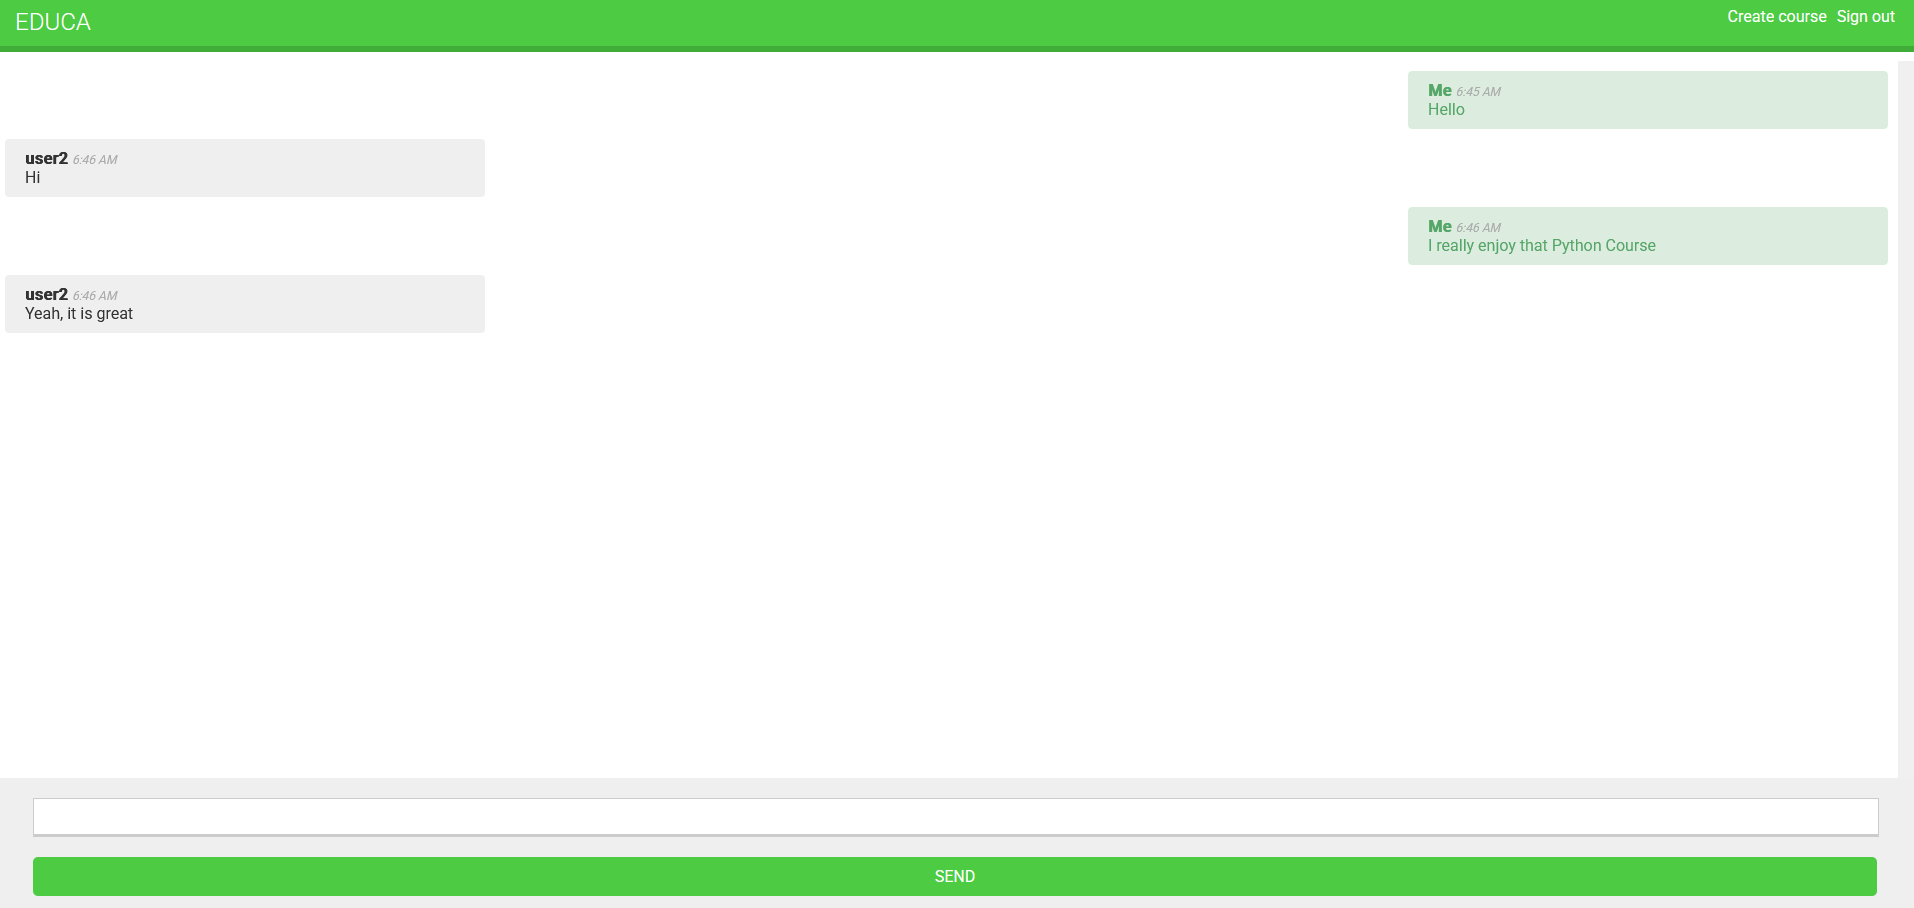 EDUCA
Create course Sign out
Me 6:45 AM
Hello
user2 6:46 AM
Hi
Me 6:46 AM
I really enjoy that Python Course
user2 6:46 AM
Yeah, it is great
SEND